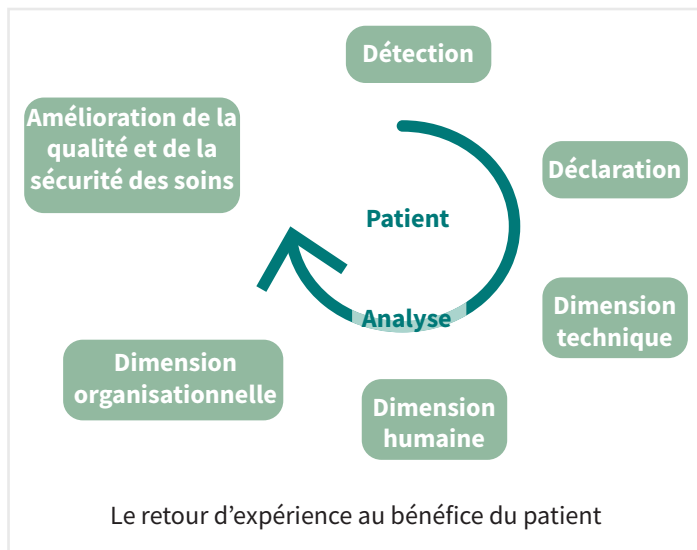 Détection
Amélioration de la
qualité et de la
sécurité des soins
Déclaration
Patient
Dimension
technique
Analyse
Dimension
organisationnelle
Dimension
humaine
Le retour d’expérience au bénéfice du patient